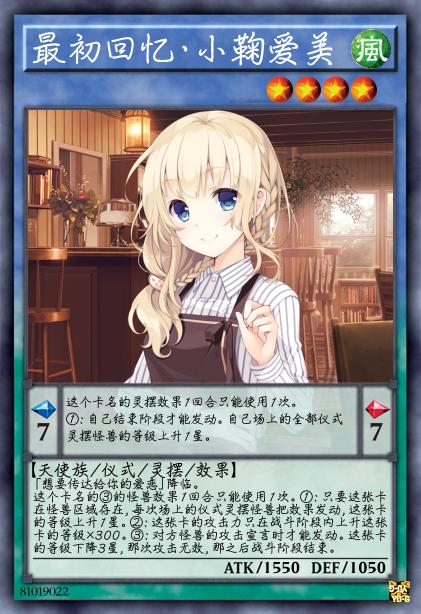 最初回忆·小鞠爱美
風
这个卡名的灵摆效果1回合只能使用1次。
①:自己结束阶段才能发动。自己场上的全部仪式
灵摆怪兽的等级上升1星。
7
7
【天使族/仪式/灵摆/效果】
「想要传达给你的爱恋」降临。
这个卡名的③的怪兽效果1回合只能使用1次。①:只要这张卡
在怪兽区域存在,每次场上的仪式灵摆怪兽把效果发动,这张卡
的等级上升1星。②:这张卡的攻击力只在战斗阶段内上升这张
卡的等级×300。③:对方怪兽的攻击宣言时才能发动。这张卡
的等级下降3星,那次攻击无效,那之后战斗阶段结束。
ATK/1550 DEF/1050
81019022